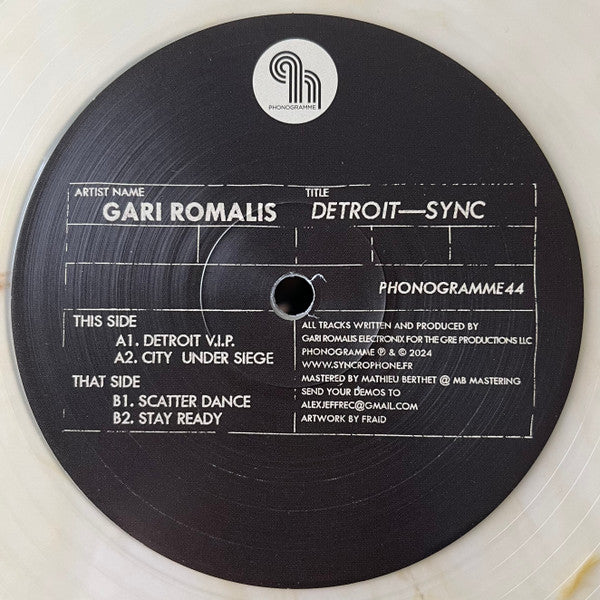 PHONOGRAMME
ARTIST NAME
GARI ROMALIS
TITLE
DETROIT—SYNC
PHONOGRAMME44
THIS SIDE
A1. DETROIT V.I.P.
A2. CITY UNDER SIEGE
THAT SIDE
B1. SCATTER DANCE
B2. STAY READY
ALL TRACKS WRITTEN AND PRODUCED BY
GARI ROMALIS ELECTRONIX FOR THE GRE PRODUCTIONS LLC
PHONOGRAMME ℗ & © 2024
WWW.SYNCROPHONE.FR
MASTERED BY MATHIEU BERTHET @ MB MASTERING
SEND YOUR DEMOS TO
ALEXJEFFREC@GMAIL.COM
ARTWORK BY FRAID